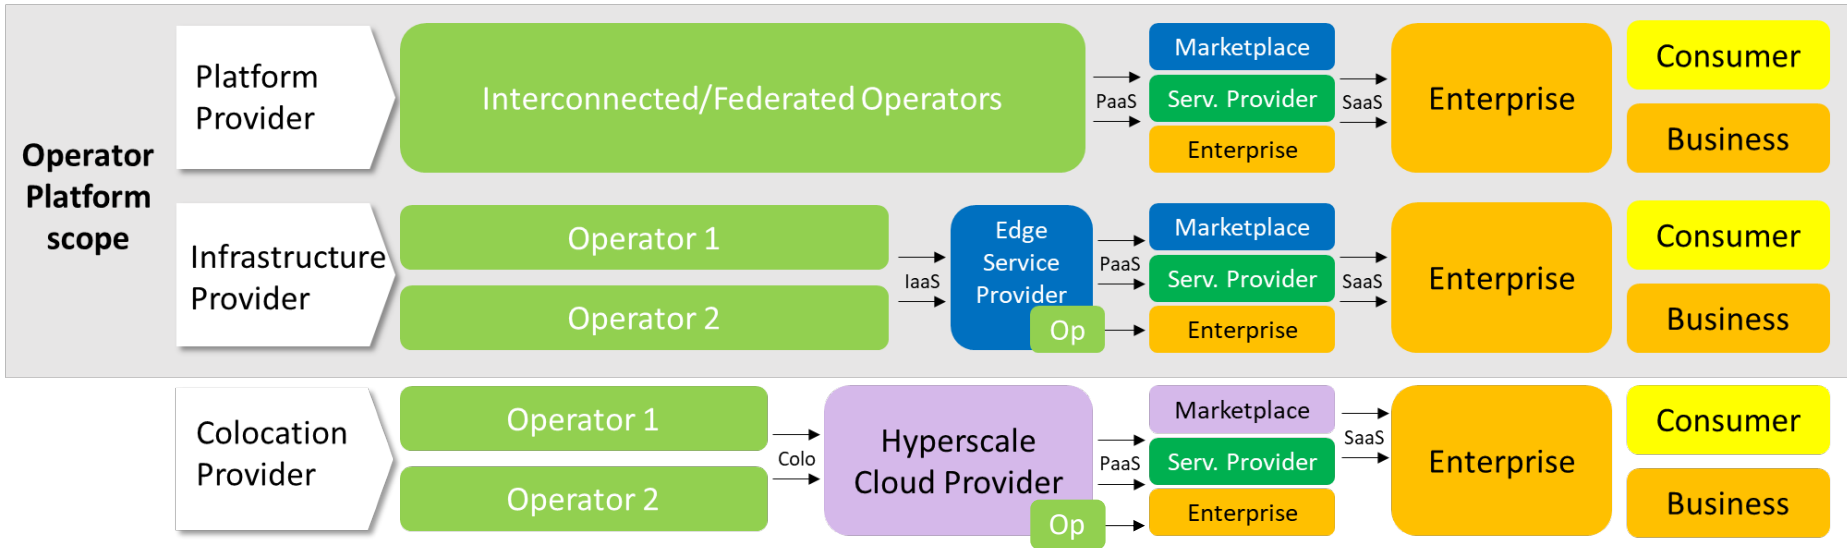 Operator
Platform
scope
Platform
Provider
Interconnected/Federated Operators
PaaS
Marketplace
Serv. Provider
Enterprise
SaaS
Enterprise
Consumer
Business
Infrastructure
Provider
Operator 1
Operator 2
IaaS
Edge
Service
Provider
Op
PaaS
Marketplace
Serv. Provider
Enterprise
SaaS
Enterprise
Consumer
Business
Colocation
Provider
Operator 1
Operator 2
Colo
Hyperscale
Cloud Provider
Op
PaaS
Marketplace
Serv. Provider
Enterprise
SaaS
Enterprise
Consumer
Business